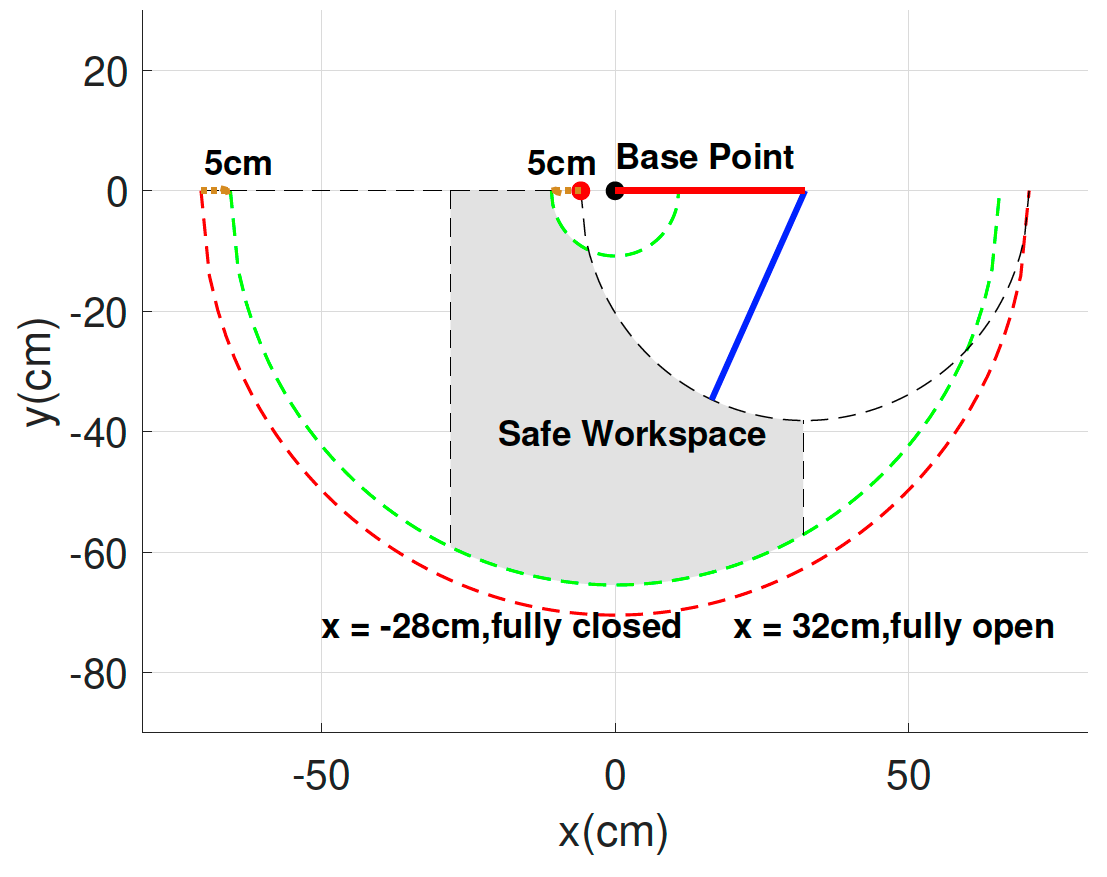 20
5cm
5cm
Base Point
0
-20
-40
Safe Workspace
-60
x = -28cm,fully closed
x = 32cm,fully open
-80
-50
0
50
x(cm)
y(cm)